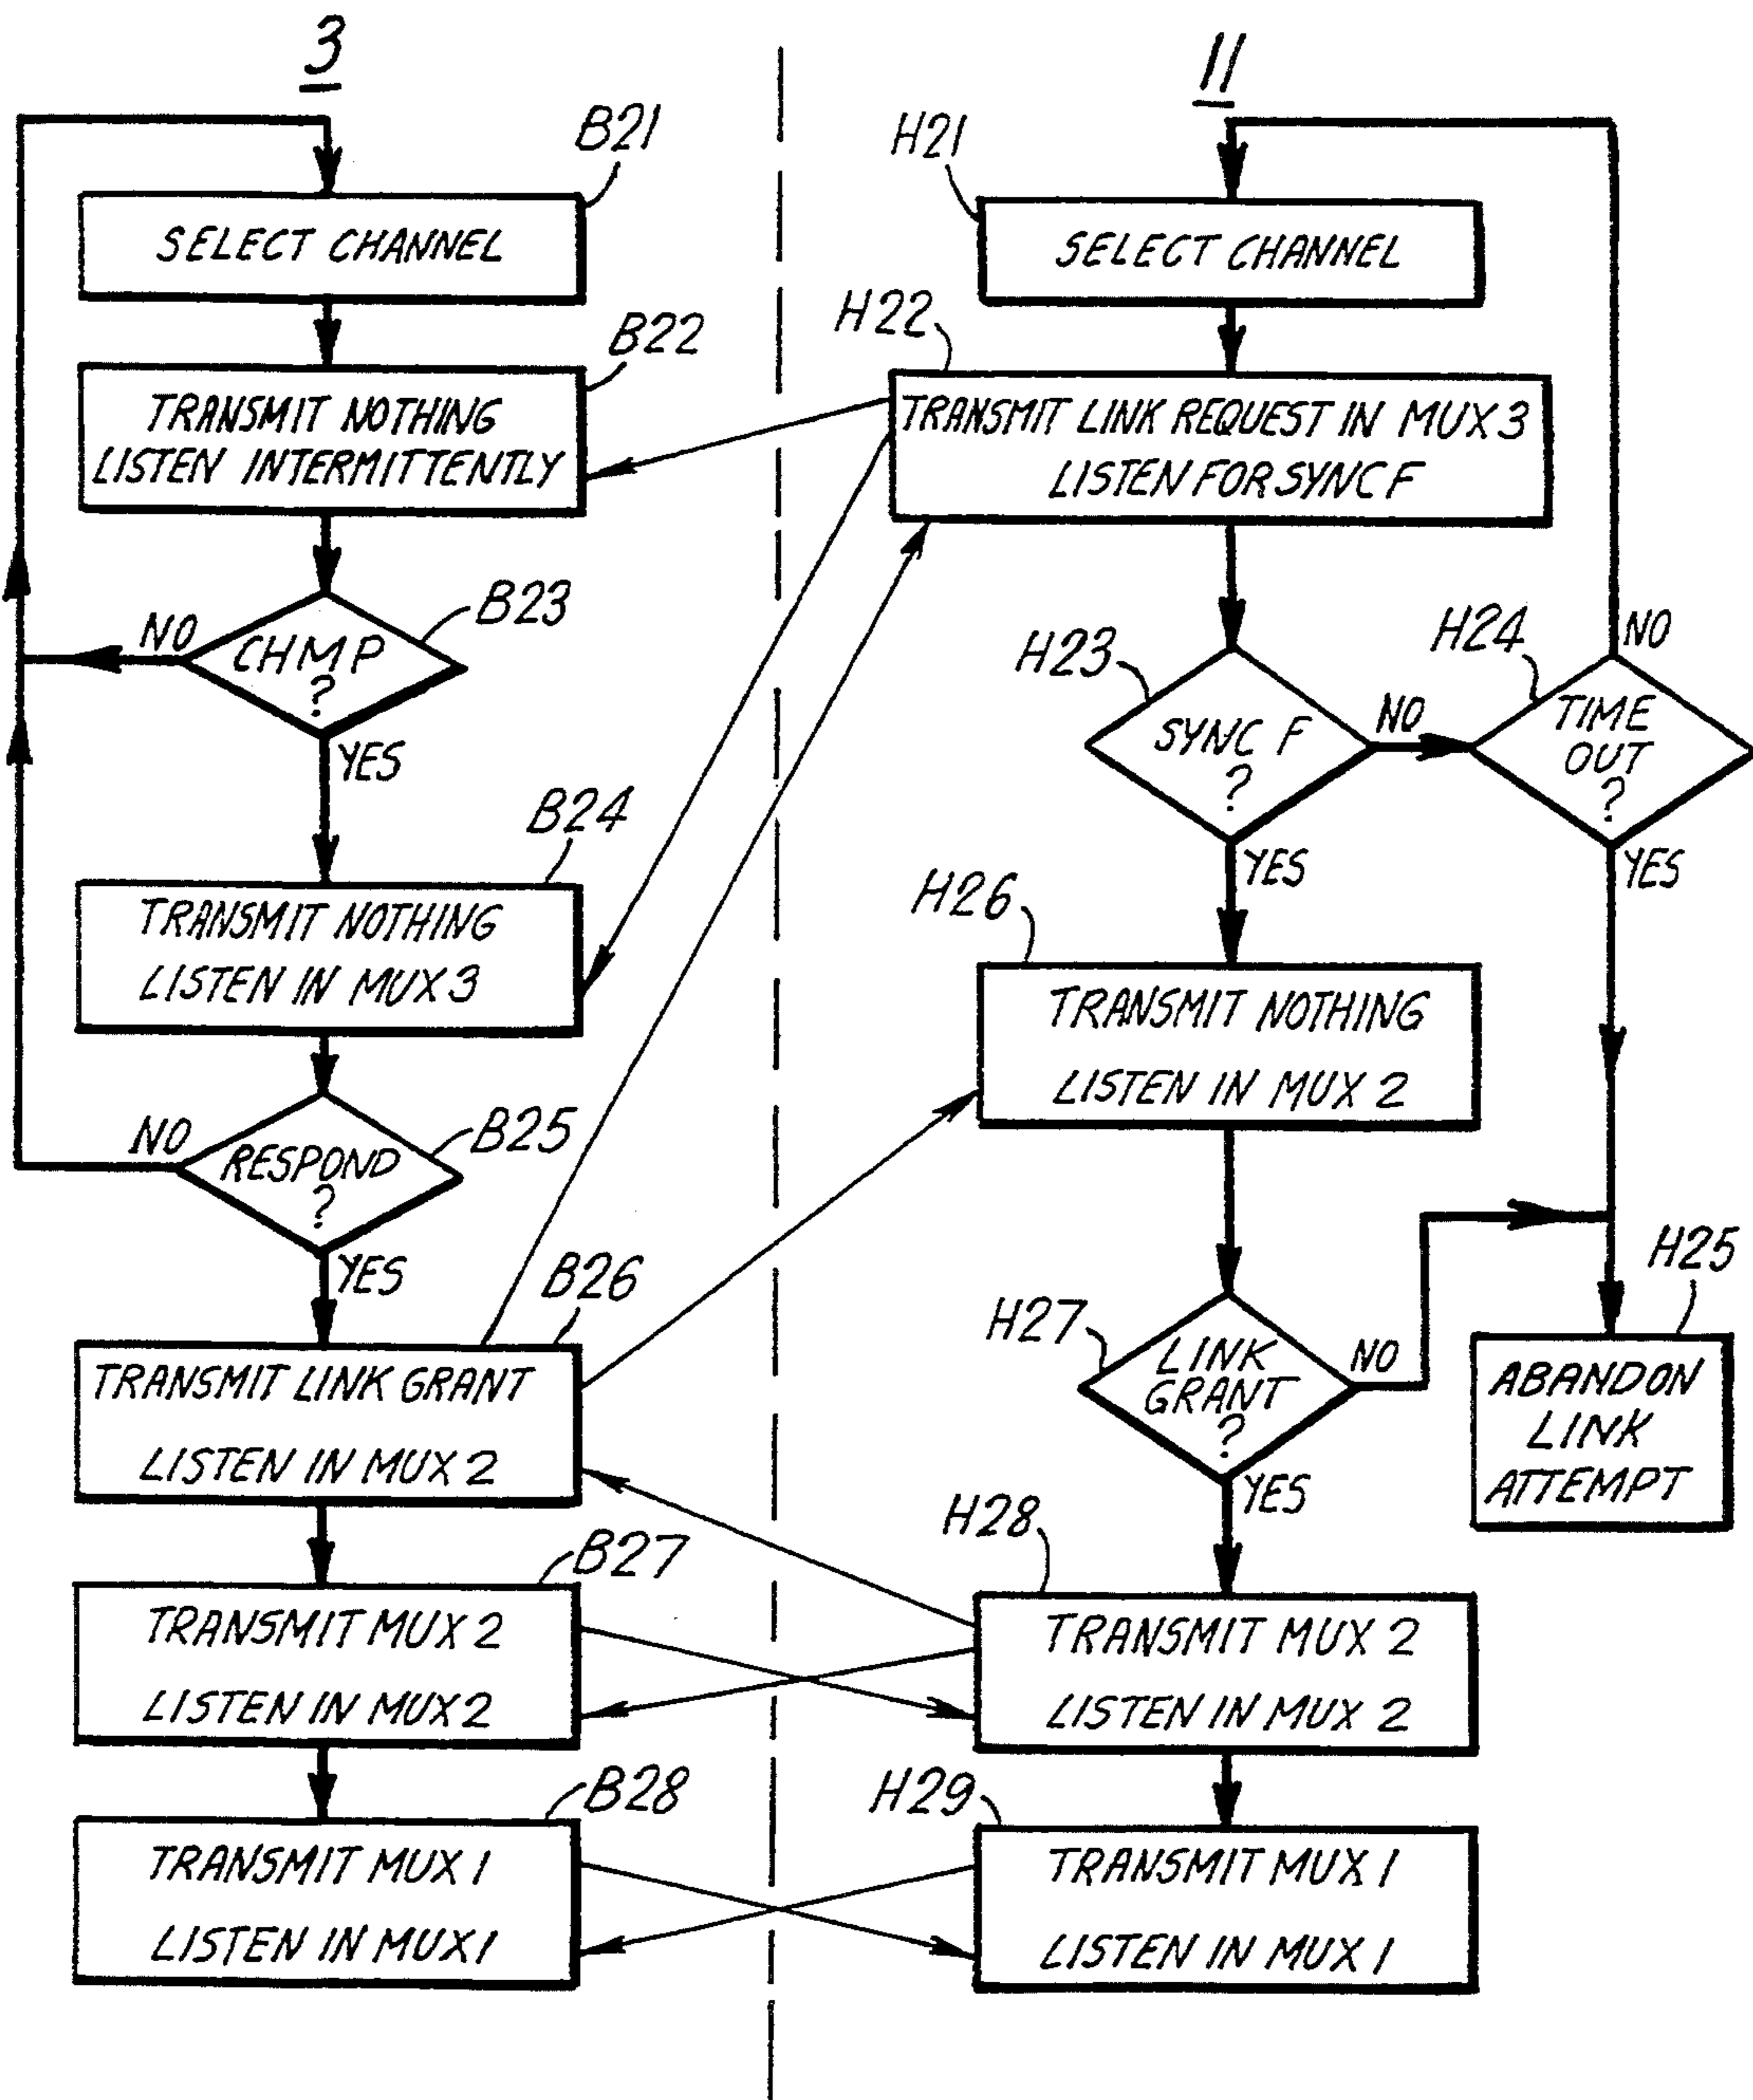 3
B21
SELECT CHANNEL
B22
TRANSMIT NOTHING
LISTEN INTERMITTENTLY
B23
NO
CHMP
?
YES
B24
TRANSMIT NOTHING
LISTEN IN MUX 3
B25
NO
RESPOND
?
YES
B26
TRANSMIT LINK GRANT
LISTEN IN MUX 2
B27
TRANSMIT MUX 2
LISTEN IN MUX 2
B28
TRANSMIT MUX 1
LISTEN IN MUX 1
11
H21
SELECT CHANNEL
H22
TRANSMIT LINK REQUEST IN MUX 3
LISTEN FOR SYNC F
H23
SYNC F
?
NO
YES
H24
NO
TIME
OUT
?
YES
H26
TRANSMIT NOTHING
LISTEN IN MUX 2
H27
LINK
GRANT
?
NO
YES
H25
ABANDON
LINK
ATTEMPT
H28
TRANSMIT MUX 2
LISTEN IN MUX 2
H29
TRANSMIT MUX 1
LISTEN IN MUX 1